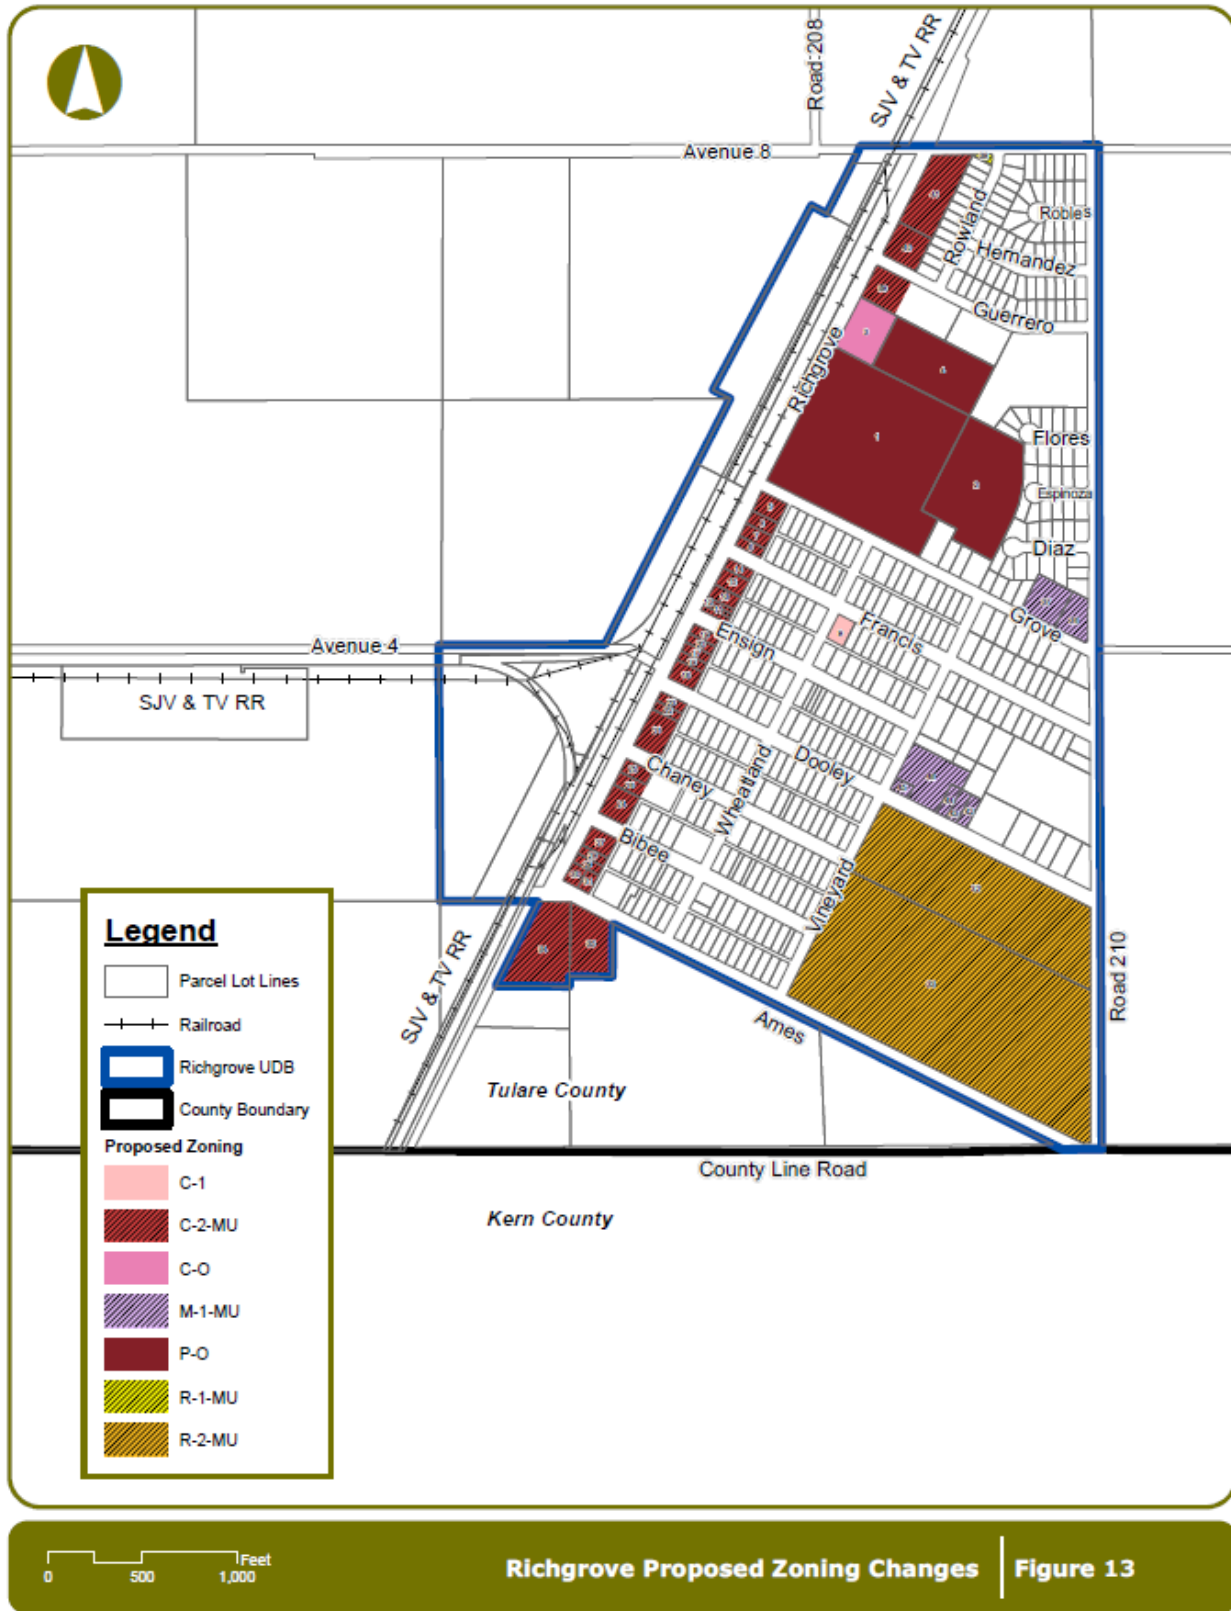 Road 208
SJV & TV RR
Avenue 8
Robles
Rowland
Hernandez
Guerrero
Richgrove
1
2
Flores
Espinoza
Diaz
Grove
Francis
Ensign
Avenue 4
SJV & TV RR
Dooley
Chaney
Wheatland
Bibee
Vineyard
Road 210
SJV & TV RR
Ames
Tulare County
County Line Road
Kern County
Legend
Parcel Lot Lines
Railroad
Richgrove UDB
County Boundary
Proposed Zoning
C-1
C-2-MU
C-O
M-1-MU
P-O
R-1-MU
R-2-MU
Feet
0 500 1,000
Richgrove Proposed Zoning Changes Figure 13